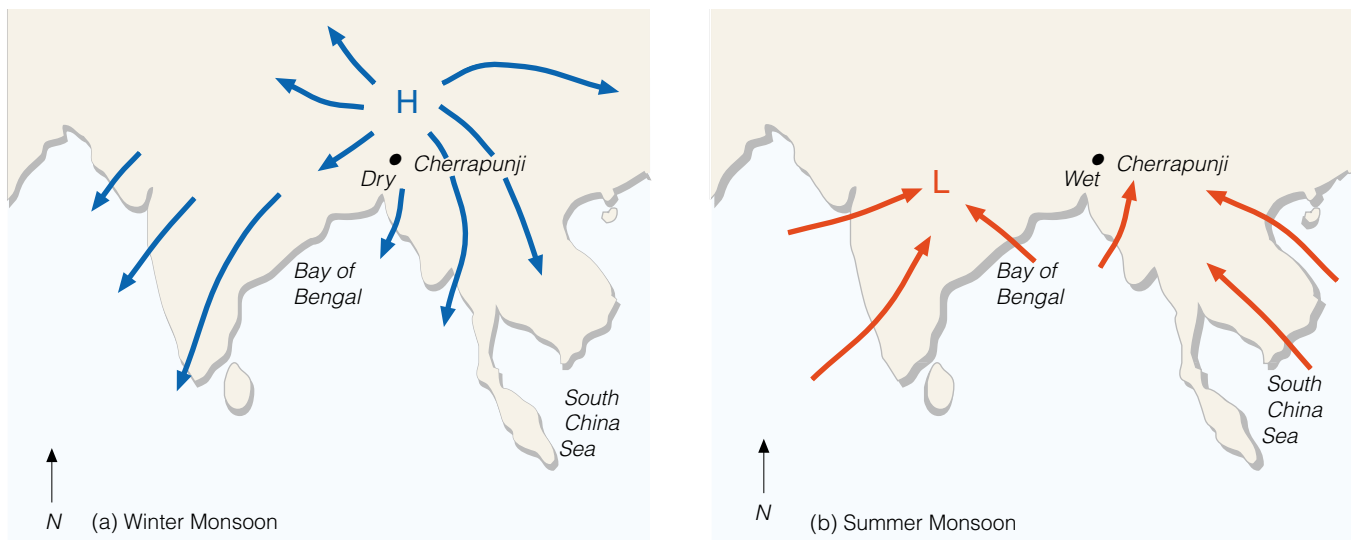 H
Cherrapunji
Dry
Bay of
Bengal
South
China
Sea
N
(a) Winter Monsoon
Cherrapunji
Wet
L
Bay of
Bengal
South
China
Sea
N
(b) Summer Monsoon